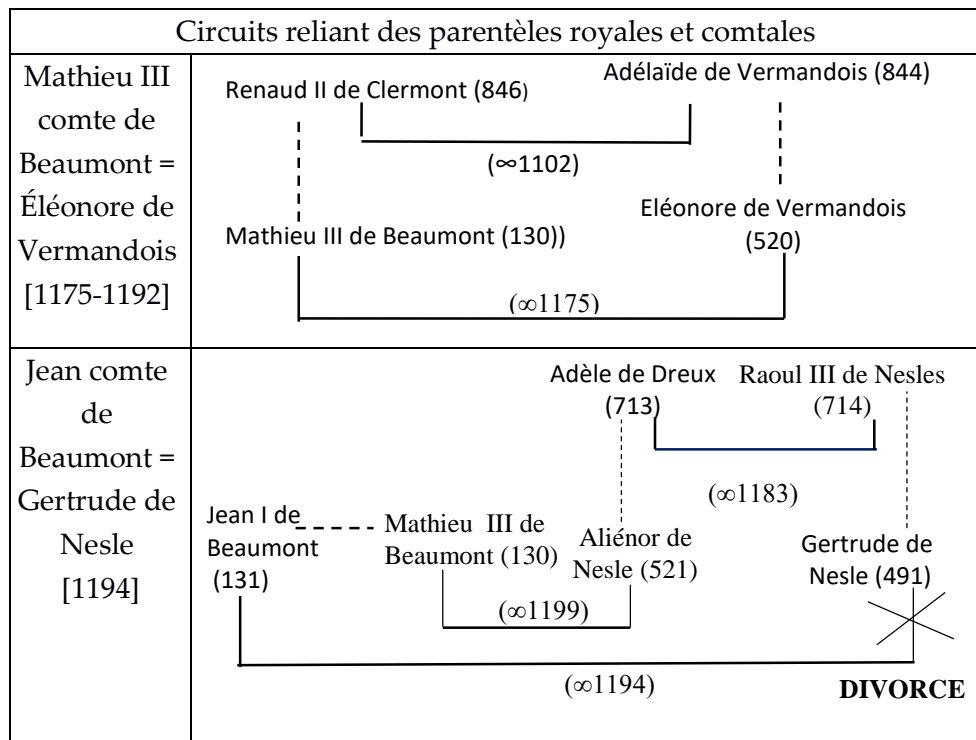 Circuits reliant des parentèles royales et comtales
Mathieu III
comte de
Beaumont =
Éléonore de
Vermandois
[1175-1192]
Renaud II de Clermont (846)
Adélaïde de Vermandois (844)
(∞1102)
Mathieu III de Beaumont (130))
Eléonore de Vermandois
(520)
(∞1175)
Jean comte
de
Beaumont =
Gertrude de
Nesle
[1194]
Adèle de Dreux
(713)
Raoul III de Nesles
(714)
(∞1183)
Jean I de
Beaumont
(131)
Mathieu III de
Beaumont (130)
Aliénor de
Nesle (521)
Gertrude de
Nesle (491)
(∞1199)
(∞1194)
DIVORCE